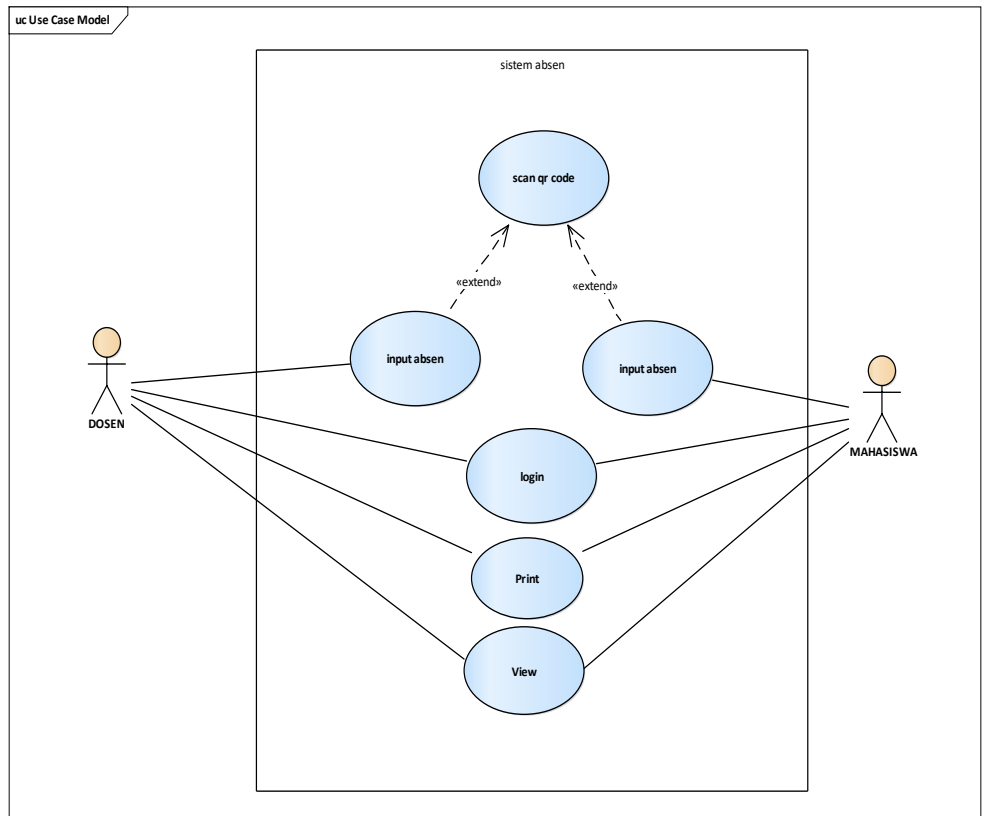 uc Use Case Model
sistem absen
scan qr code
«extend»
«extend»
input absen
input absen
DOSEN
MAHASISWA
login
Print
View